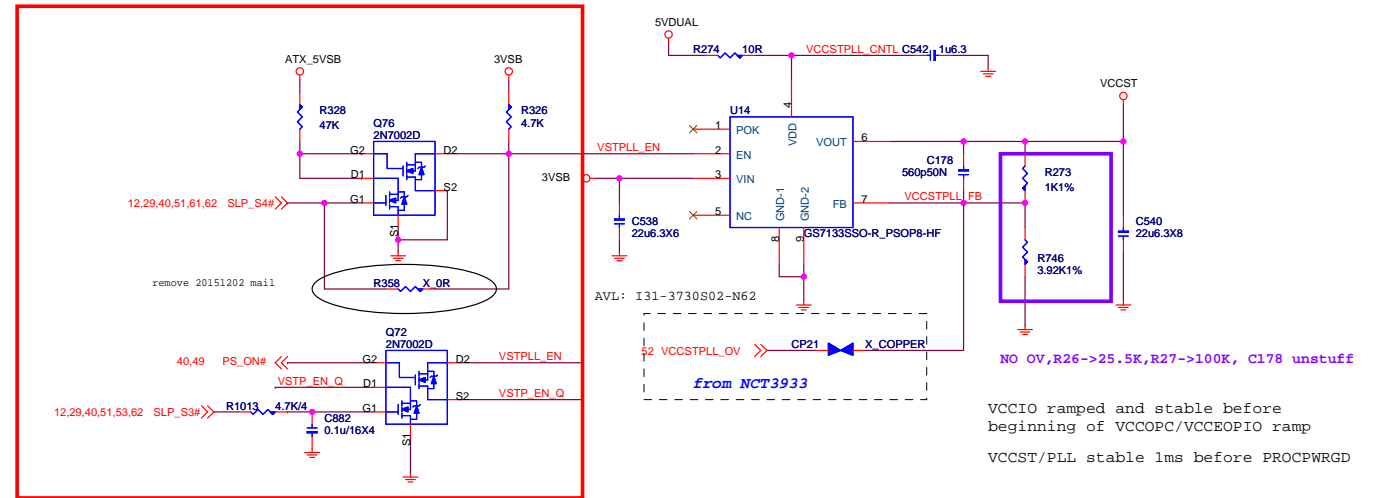 5VDUAL
R274 10R VCCSTPLL_CNTL C542 1u6.3
ATX_5VSB 3VSB VCCST
R328
47K
R326
4.7K
Q76
2N7002D
U14
4
VDD
1 POK
VOUT 6
G2 D2 VSTPLL_EN 2 EN
C178
560p50N
D1 3VSB 3 VIN
S2
R273
1K1%
12,29,40,51,61,62 SLP_S4# G1
FB 7 VCCSTPLL_FB
5 NC
GND-1
GND-2
S1
C538
22u6.3X6
GS7133SSO-R_PSOP8-HF
C540
22u6.3X8
8
9
R746
3.92K1%
remove 20151202 mail
R358 X_0R
AVL: I31-3730S02-N62
Q72
2N7002D
52 VCCSTPLL_OV CP21 X_COPPER
40,49 PS_ON# G2 D2 VSTPLL_EN
NO OV,R26->25.5K,R27->100K, C178 unstuff
VSTP_EN_Q D1
from NCT3933
S2 VSTP_EN_Q
12,29,40,51,53,62 SLP_S3# R1013 4.7K/4 G1
C882
0.1u/16X4
S1
VCCIO ramped and stable before
beginning of VCCOPC/VCCEOPIO ramp
VCCST/PLL stable 1ms before PROCPWRGD